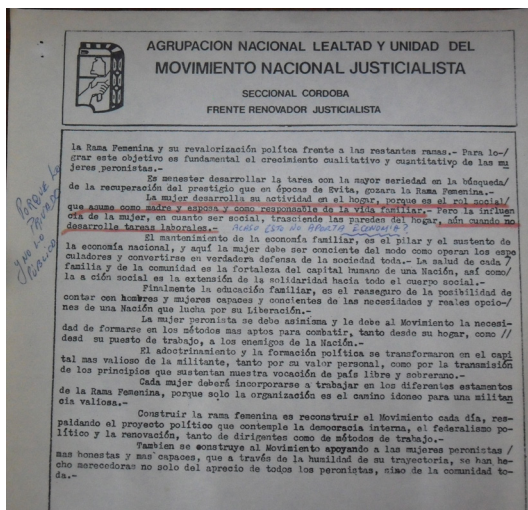 AGRUPACION NACIONAL LEALTAD Y UNIDAD DEL
MOVIMIENTO NACIONAL JUSTICIALISTA
SECCIONAL CORDOBA
FRENTE RENOVADOR JUSTICIALISTA
la Rama Femenina y su revalorización polítca frente a las restantes ramas.- Para lo-/
grar este objetivo es fundamental el crecimiento cualitativo y cuantitativo de las mu
jeres peronistas.-
Es menester desarrollar la tarea con la mayor seriedad en la búsqueda/
de la recuperación del prestigio que en épocas de Evita, gozara la Rama Femenina.-
La mujer desarrolla su actividad en el hogar, porque es el rol social/
que asume como madre y esposa y como responsable de la vida familiar.- Pero la influen
cia de la mujer, en cuanto ser social, trasciende las paredes del hogar, aún cuando no
desarrolle tareas laborales.- ACASO ESTO NO APORTA ECONOMIA?
PORQUE LO
PRIVADO
Y NO LO
PÚBLICO
El mantenimiento de la economía familiar, es el pilar y el sustento de
la economía nacional, y aquí la mujer debe ser conciente del modo como operan los espe
culadores y convertirse en verdadera defensa de la sociedad toda.- La salud de cada /
familia y de la comunidad es la fortaleza del capital humano de una Nación, así como/
la a ción social es la extensión de la solidaridad hacia todo el cuerpo social.-
Finalmente la educación familiar, es el reaseguro de la posibilidad de
contar con hombres y mujeres capaces y concientes de las necesidades y reales opcio-/
nes de una Nación que lucha por su Liberación.-
La mujer peronista se debe asimisma y le debe al Movimiento la necesi-
dad de formarse en los métodos mas aptos para combatir, tanto desde su hogar, como //
desd su puesto de trabajo, a los enemigos de la Nación.-
El adoctrinamiento y la formación política se transforman en el capi
tal mas valioso de la militante, tanto por su valor personal, como por la transmisión
de los principios que sustentan nuestra vocación de país libre y soberano.-
Cada mujer deberá incorporarse a trabajar en los diferentes estamentos
de la Rama Femenina, porque solo la organización es el camino idoneo para una militan
cia valiosa.-
Construir la rama femenina es reconstruir el Movimiento cada día, res-
paldando el proyecto político que contemple la democracia interna, el federalismo po-
lítico y la renovación, tanto de dirigentes como de métodos de trabajo.-
Tambien se construye al Movimiento apoyando a las mujeres peronistas /
mas honestas y mas capaces, que a través de la humildad de su trayectoria, se han he-
cho merecedoras no solo del aprecio de todos los peronistas, sino de la comunidad to-
da.-